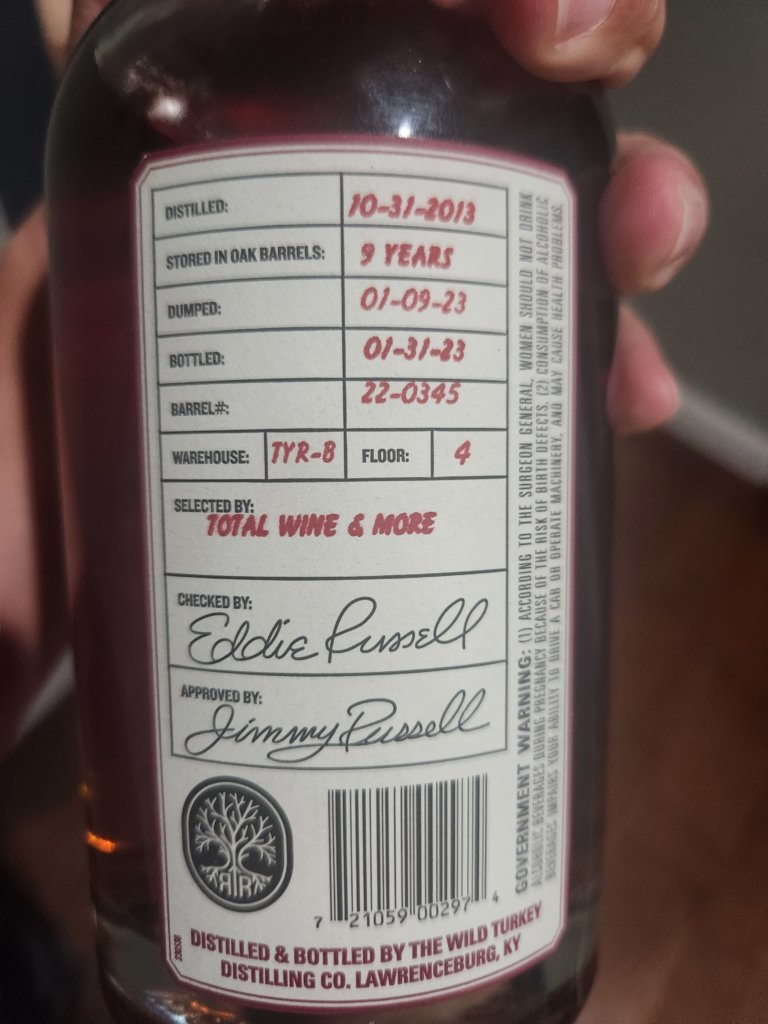 DISTILLED: 10-31-2013
STORED IN OAK BARRELS: 9 YEARS
DUMPED: 01-09-23
BOTTLED: 01-31-23
BARREL#: 22-0345
WAREHOUSE: TYR-B FLOOR: 4
SELECTED BY:
TOTAL WINE & MORE
CHECKED BY:
Eddie Russell
APPROVED BY:
Jimmy Russell
RR
7 21059 00297 4
DISTILLED & BOTTLED BY THE WILD TURKEY
DISTILLING CO. LAWRENCEBURG, KY
GOVERNMENT WARNING: (1) ACCORDING TO THE SURGEON GENERAL, WOMEN SHOULD NOT DRINK
ALCOHOLIC BEVERAGES DURING PREGNANCY BECAUSE OF THE RISK OF BIRTH DEFECTS. (2) CONSUMPTION OF ALCOHOLIC
BEVERAGES IMPAIRS YOUR ABILITY TO DRIVE A CAR OR OPERATE MACHINERY, AND MAY CAUSE HEALTH PROBLEMS.